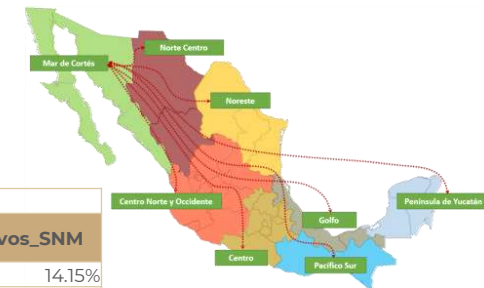 Norte Centro
Mar de Cortés
Noreste
Centro Norte y Occidente
Península de Yucatán
Golfo
vos_SNM
Centro
Pacífico Sur
14.15%